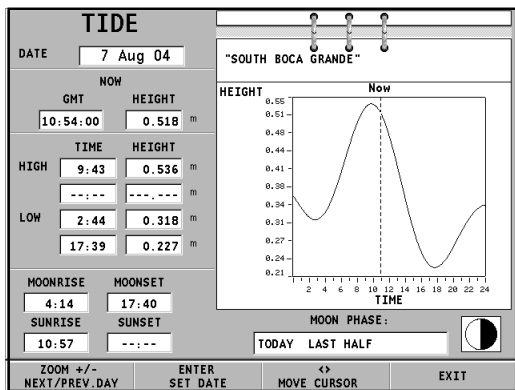 TIDE
DATE 7 Aug 04
NOW
GMT HEIGHT
10:54:00 0.518 m
TIME HEIGHT
HIGH 9:43 0.536 m
--:-- ---.--- m
LOW 2:44 0.318 m
17:39 0.227 m
MOONRISE MOONSET
4:14 17:40
SUNRISE SUNSET
10:57 --:--
"SOUTH BOCA GRANDE"
HEIGHT Now
0.55
0.51
0.48
0.44
0.41
0.38
0.34
0.31
0.27
0.24
0.21
2 4 6 8 10 12 14 16 18 20 22 24
TIME
MOON PHASE:
TODAY LAST HALF
ZOOM +/- ENTER <> EXIT
NEXT/PREV.DAY SET DATE MOVE CURSOR